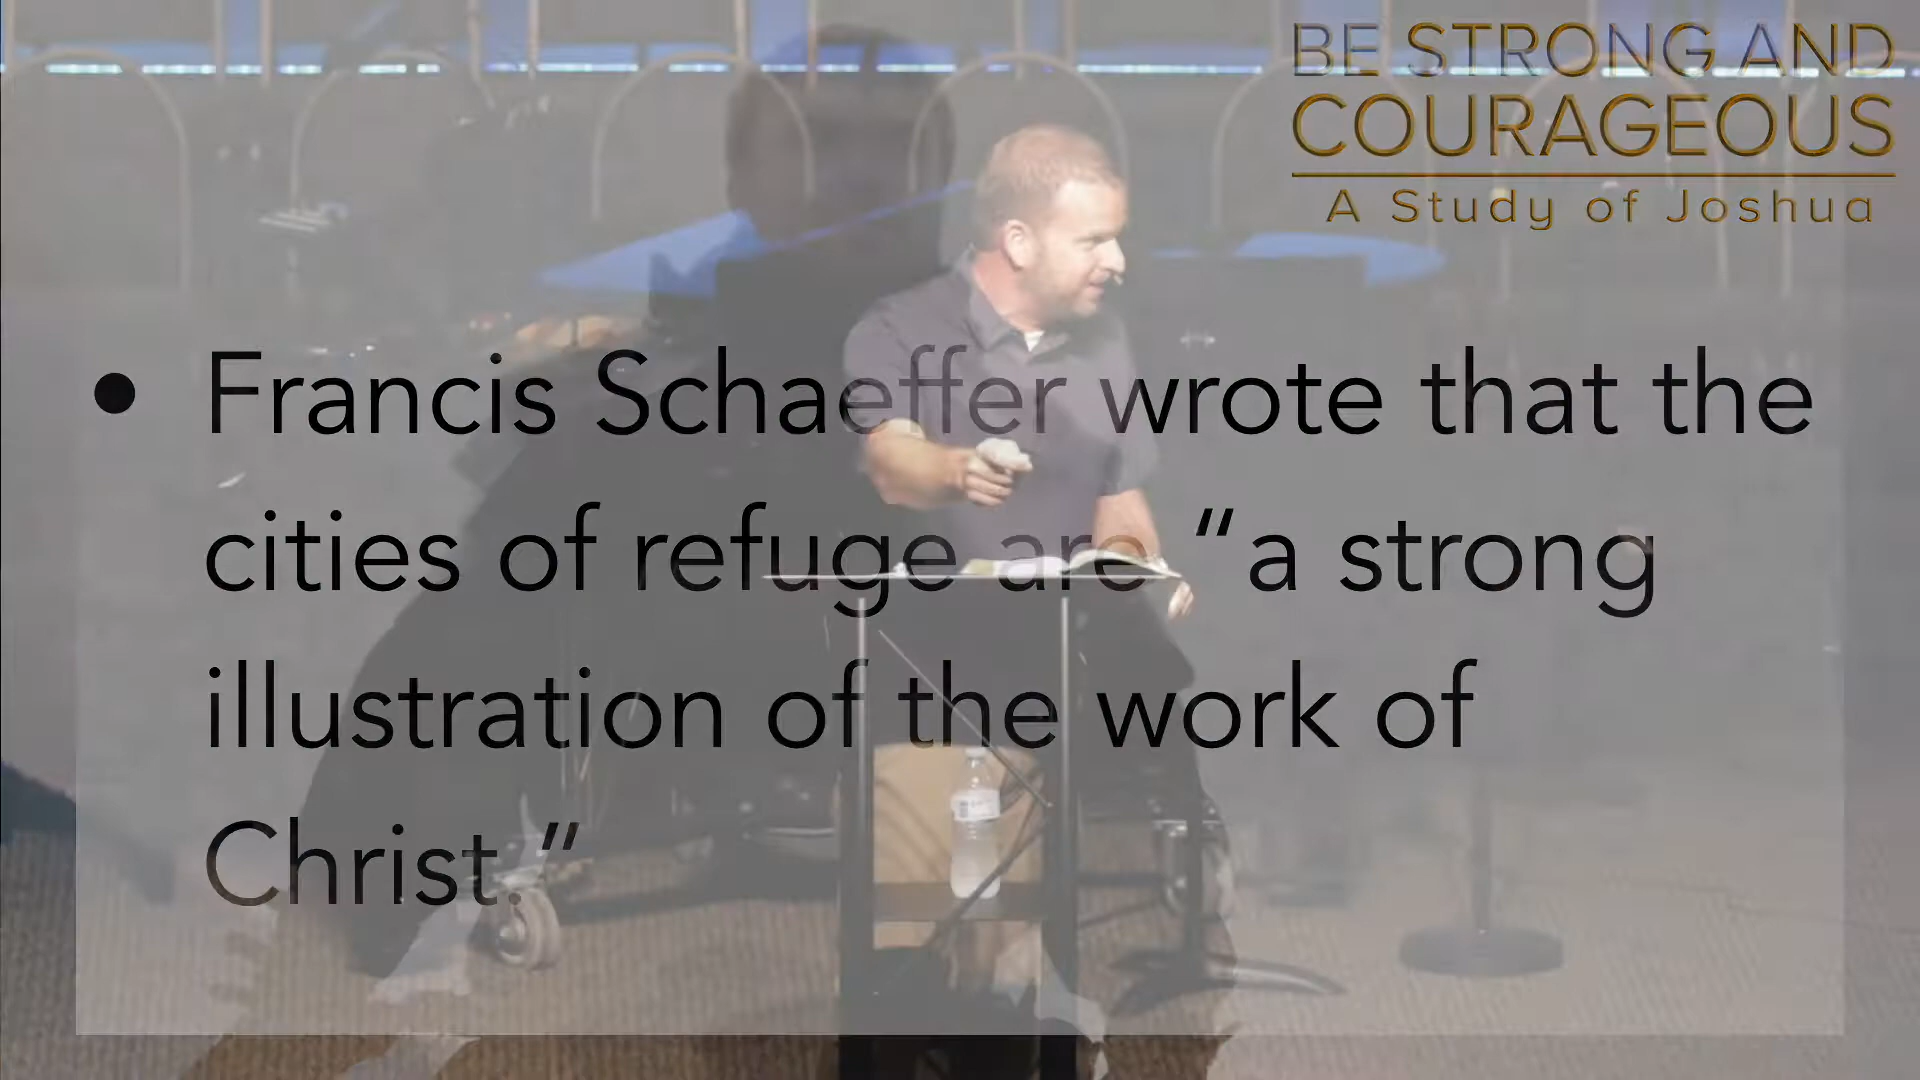 BE STRONG AND
COURAGEOUS
A Study of Joshua
• Francis Schaeffer wrote that the
cities of refuge are “a strong
illustration of the work of
Christ.”